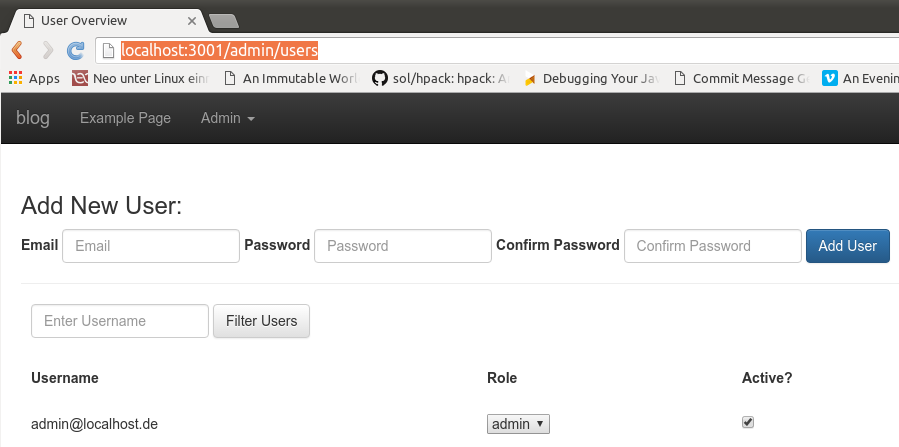 User Overview
localhost:3001/admin/users
Apps Neo unter Linux ein An Immutable Worl sol/hpack: hpack: A Debugging Your Ja Commit Message G An Evenin
blog Example Page Admin
Add New User:
Email Email Password Password Confirm Password Confirm Password Add User
Enter Username Filter Users
Username Role Active?
admin@localhost.de admin